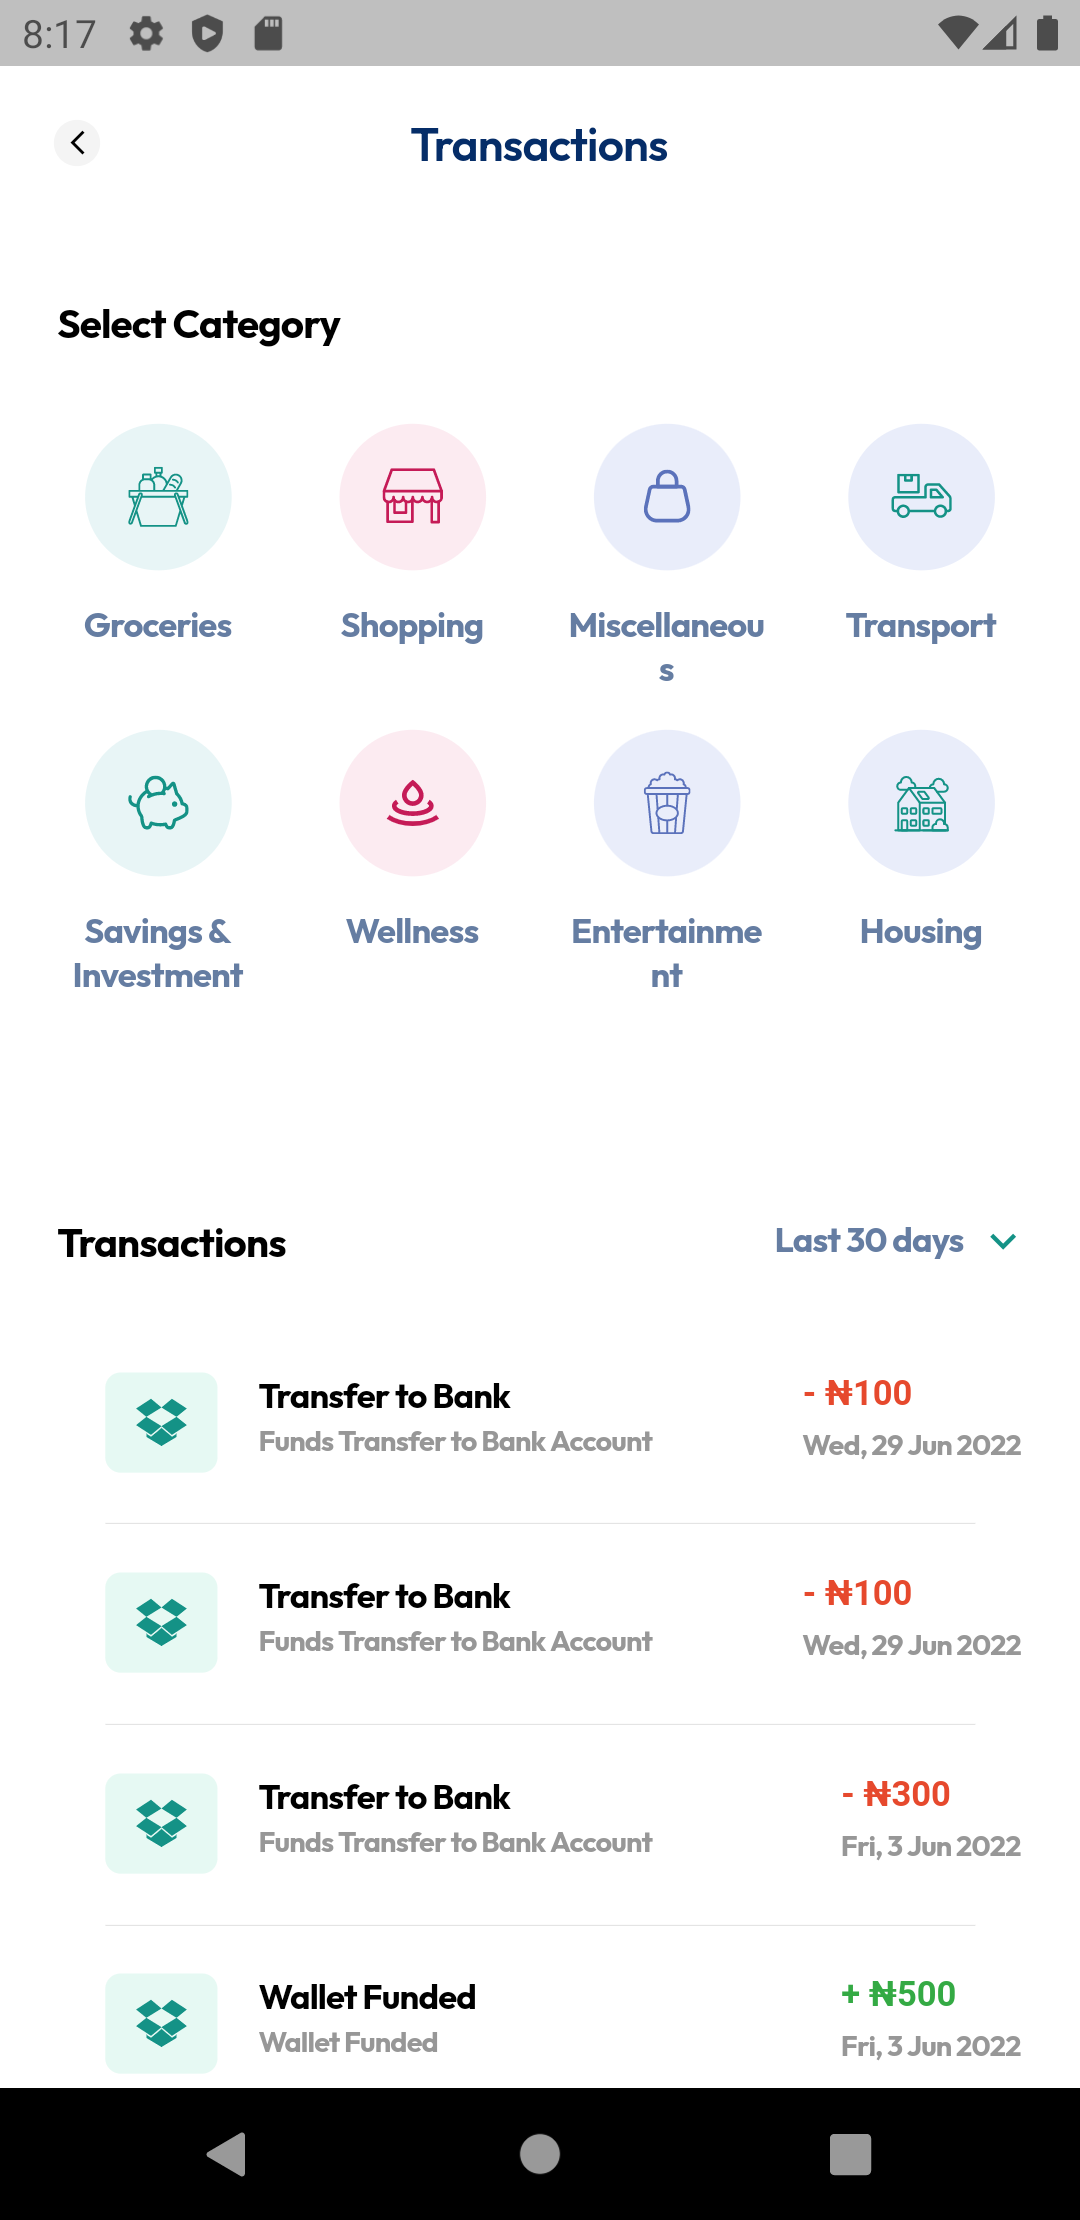 8:17
Transactions
Select Category
Groceries
Shopping
Miscellaneou
s
Transport
Savings &
Investment
Wellness
Entertainme
nt
Housing
Transactions
Last 30 days
Transfer to Bank
- ₦100
Funds Transfer to Bank Account
Wed, 29 Jun 2022
Transfer to Bank
- ₦100
Funds Transfer to Bank Account
Wed, 29 Jun 2022
Transfer to Bank
- ₦300
Funds Transfer to Bank Account
Fri, 3 Jun 2022
Wallet Funded
+ ₦500
Wallet Funded
Fri, 3 Jun 2022